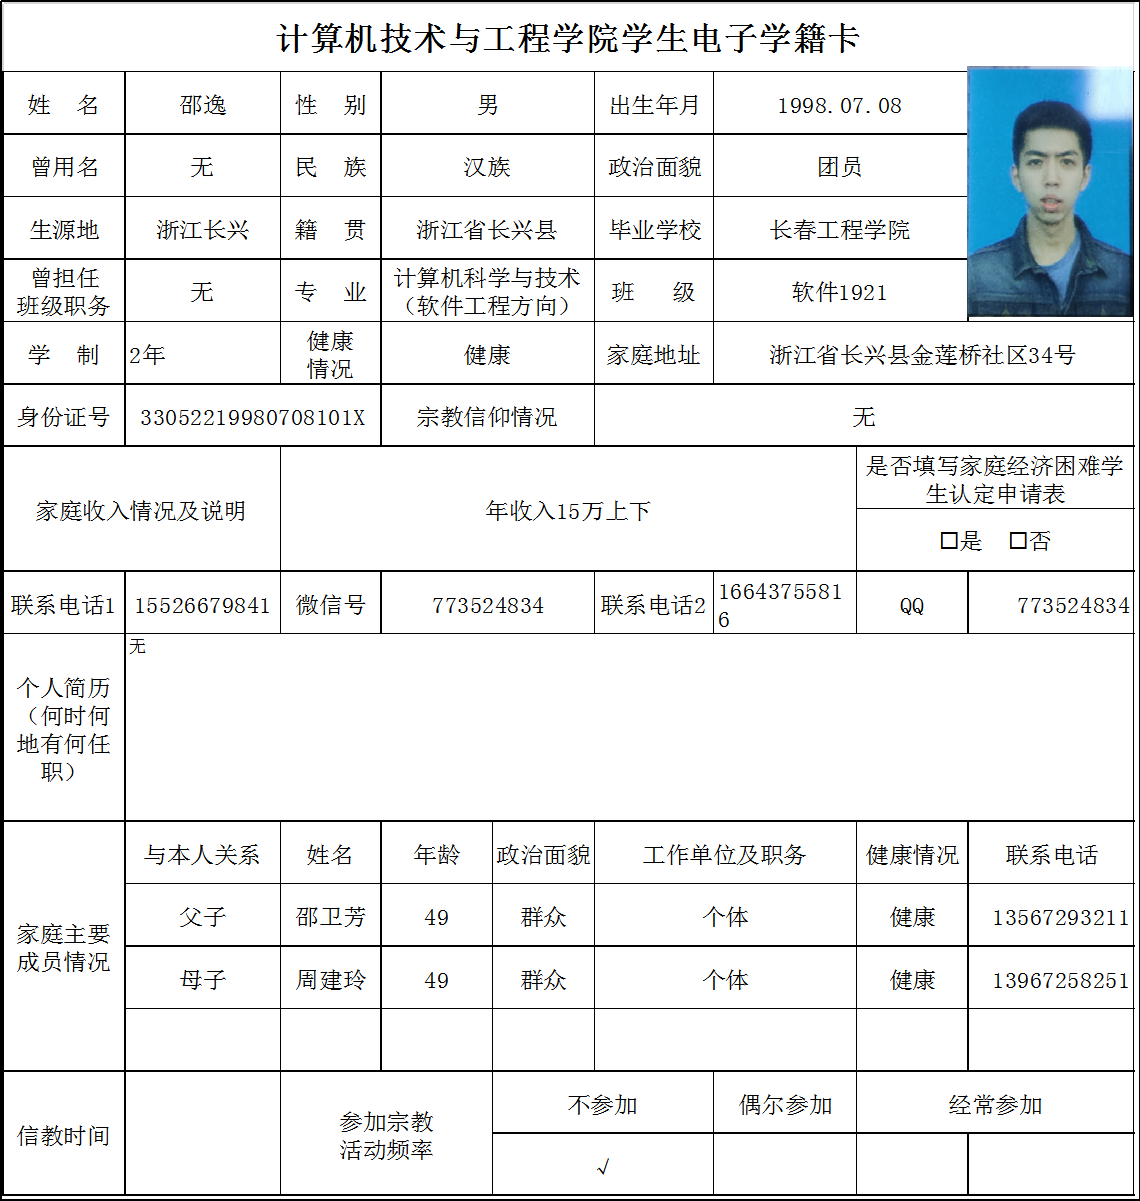 计算机技术与工程学院学生电子学籍卡
姓 名 邵逸 性 别 男 出生年月 1998.07.08
曾用名 无 民 族 汉族 政治面貌 团员
生源地 浙江长兴 籍 贯 浙江省长兴县 毕业学校 长春工程学院
曾担任
班级职务 无 专 业 计算机科学与技术
（软件工程方向） 班 级 软件1921
学 制 2年 健康
情况 健康 家庭地址 浙江省长兴县金莲桥社区34号
身份证号 33052219980708101X 宗教信仰情况 无
家庭收入情况及说明 年收入15万上下 是否填写家庭经济困难学
生认定申请表
□是 □否
联系电话1 15526679841 微信号 773524834 联系电话2 1664375581
6 QQ 773524834
个人简历
（何时何
地有何任
职） 无
家庭主要
成员情况
与本人关系 姓名 年龄 政治面貌 工作单位及职务 健康情况 联系电话
父子 邵卫芳 49 群众 个体 健康 13567293211
母子 周建玲 49 群众 个体 健康 13967258251
信教时间 参加宗教
活动频率 不参加 偶尔参加 经常参加
√